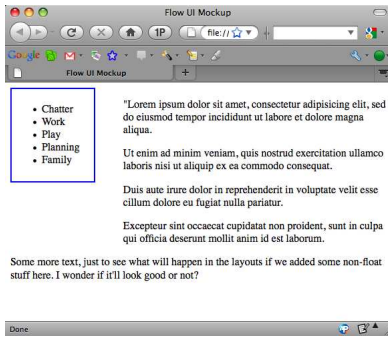 Flow UI Mockup
1P
file://
Google
Flow UI Mockup
Chatter
Work
Play
Planning
Family
"Lorem ipsum dolor sit amet, consectetur adipisicing elit, sed
do eiusmod tempor incididunt ut labore et dolore magna
aliqua.
Ut enim ad minim veniam, quis nostrud exercitation ullamco
laboris nisi ut aliquip ex ea commodo consequat.
Duis aute irure dolor in reprehenderit in voluptate velit esse
cillum dolore eu fugiat nulla pariatur.
Excepteur sint occaecat cupidatat non proident, sunt in culpa
qui officia deserunt mollit anim id est laborum.
Some more text, just to see what will happen in the layouts if we added some non-float
stuff here. I wonder if it'll look good or not?
Done